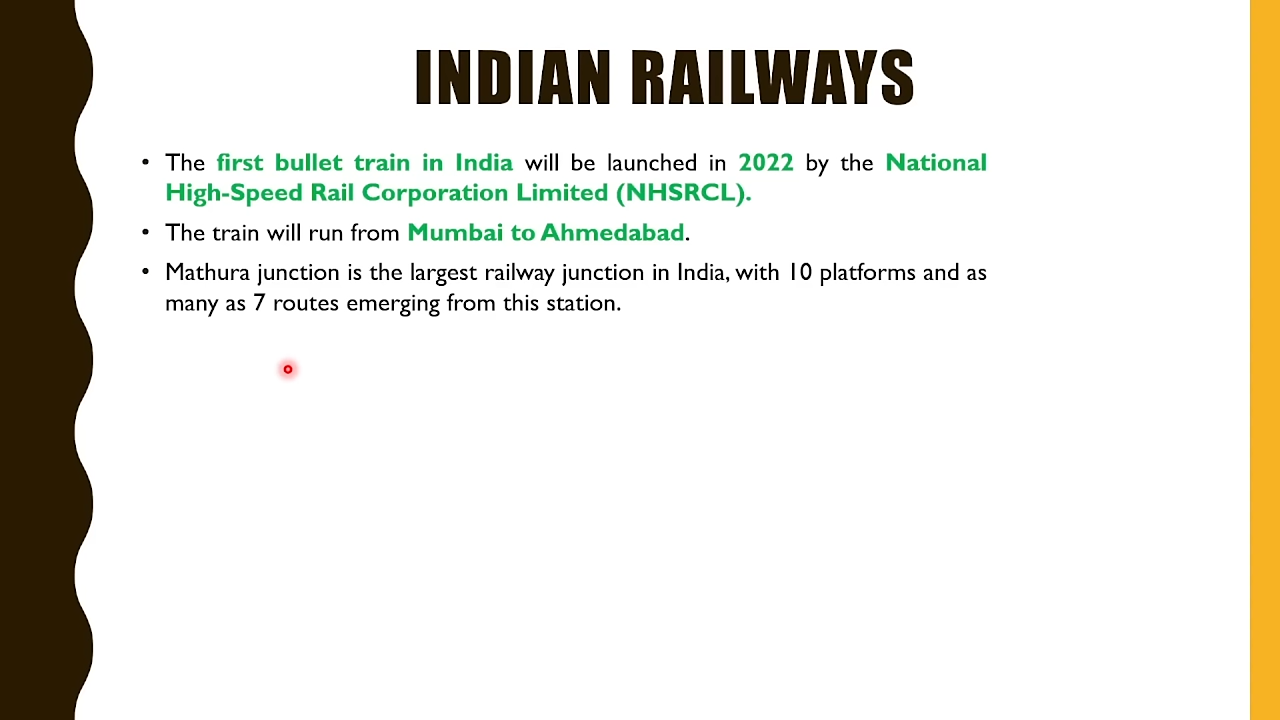 INDIAN RAILWAYS
• The first bullet train in India will be launched in 2022 by the National
High-Speed Rail Corporation Limited (NHSRCL).
• The train will run from Mumbai to Ahmedabad.
• Mathura junction is the largest railway junction in India, with 10 platforms and as
many as 7 routes emerging from this station.